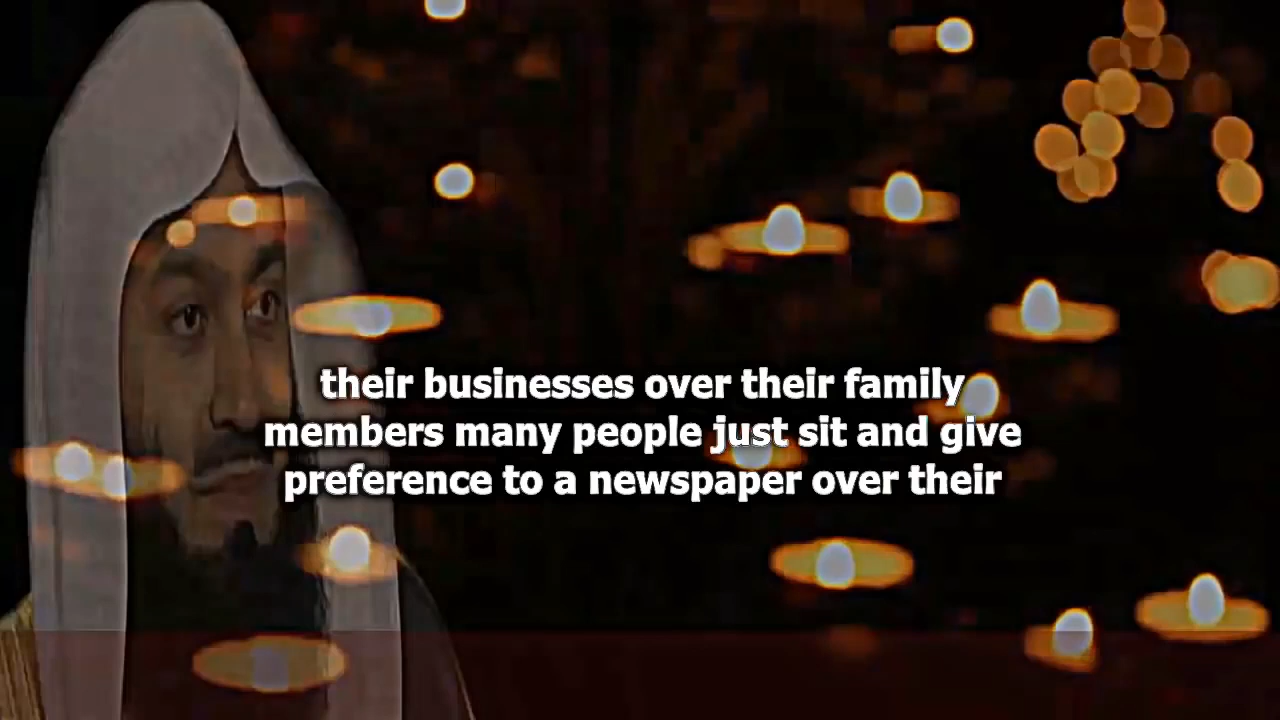 their businesses over their family
members many people just sit and give
preference to a newspaper over their